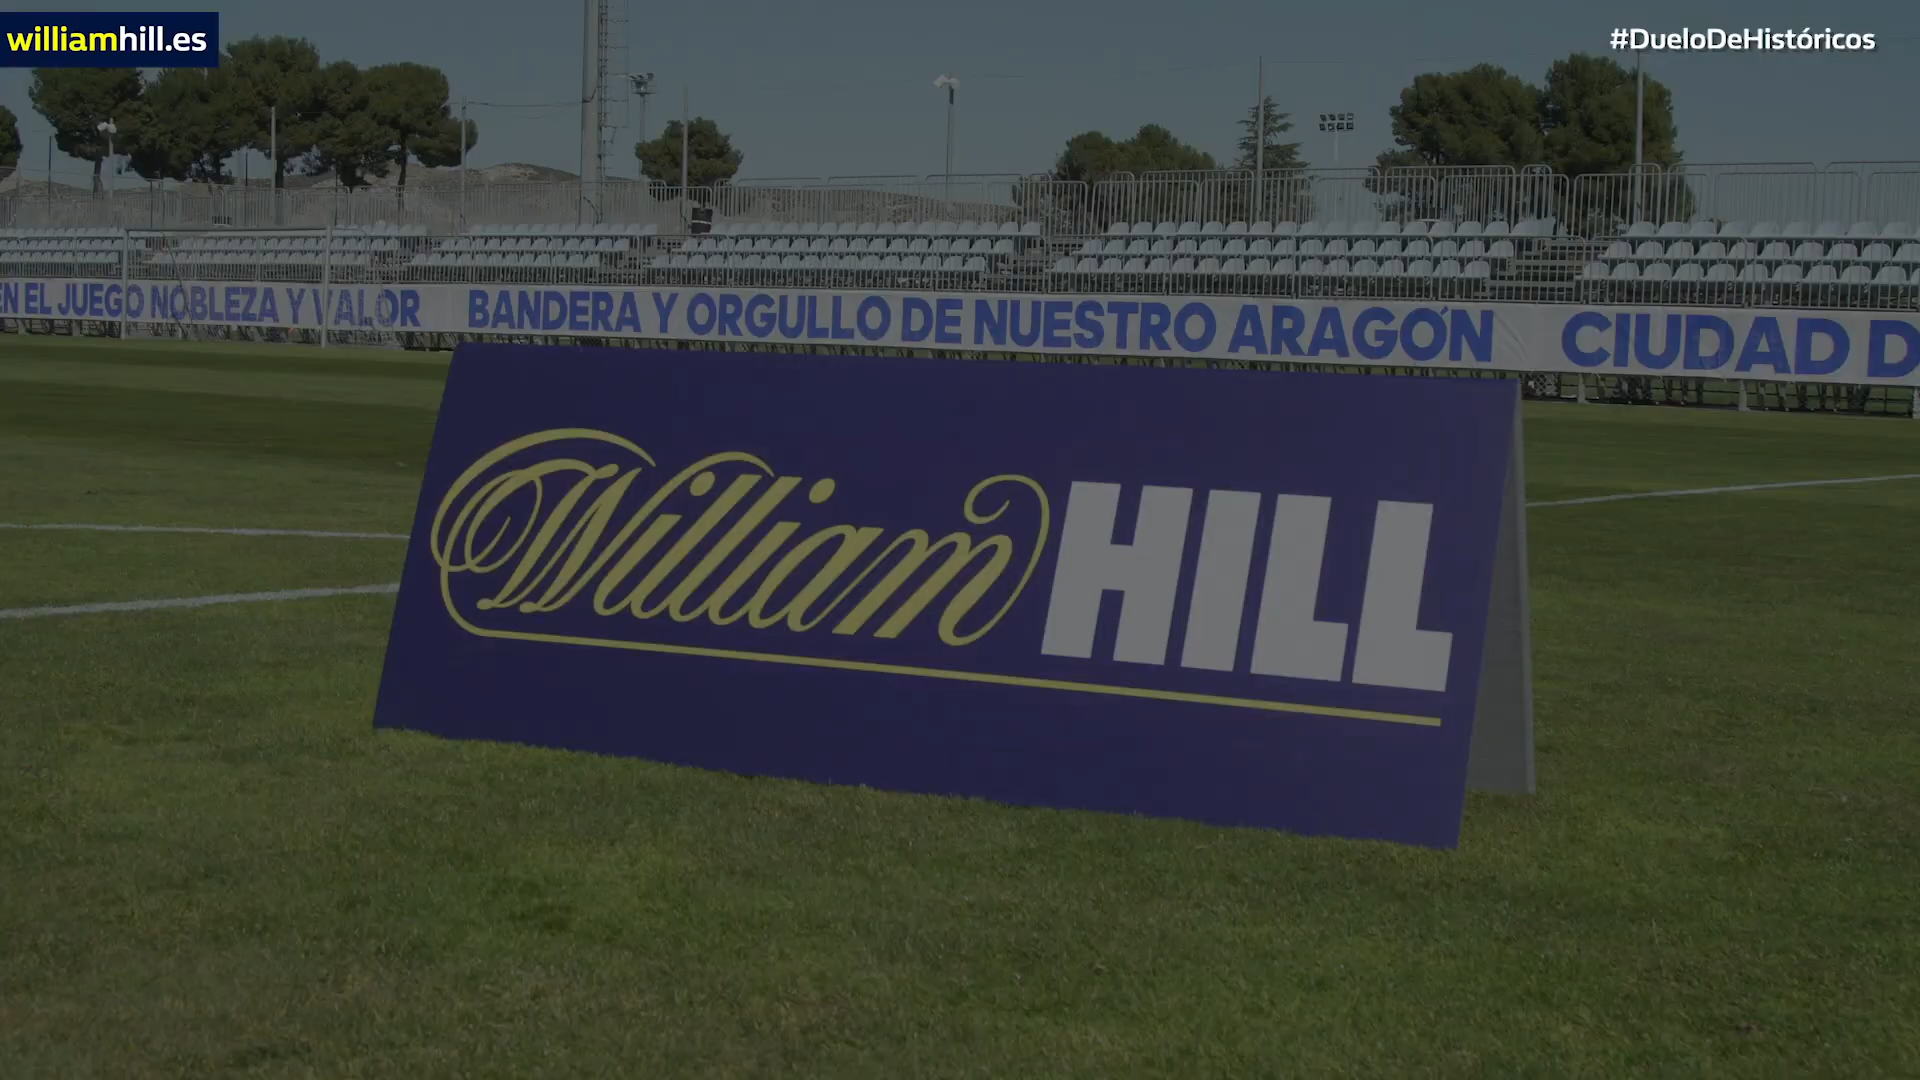 williamhill.es
#DueloDeHistóricos
EN EL JUEGO NOBLEZA Y VALOR
BANDERA Y ORGULLO DE NUESTRO ARAGÓN
CIUDAD D
William HILL